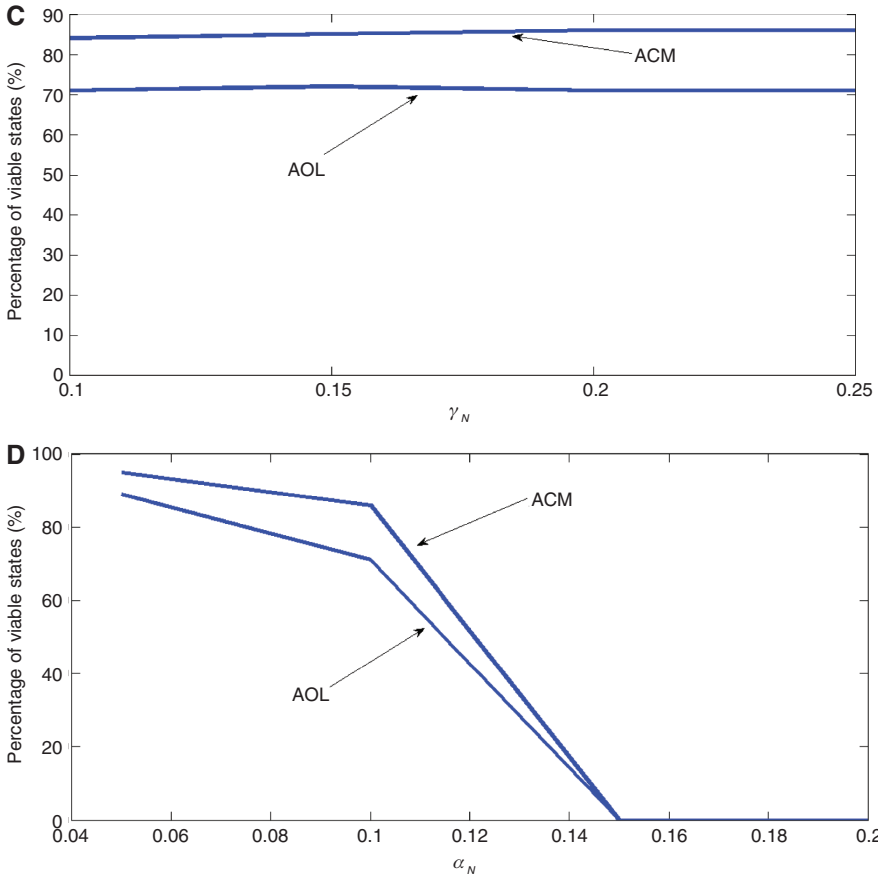 C
Percentage of viable states (%)
90
80
70
60
50
40
30
20
10
0
ACM
AOL
0.1
0.15
0.2
0.25
γN
D
Percentage of viable states (%)
100
80
60
40
20
0
ACM
AOL
0.04
0.06
0.08
0.1
0.12
0.14
0.16
0.18
0.2
αN